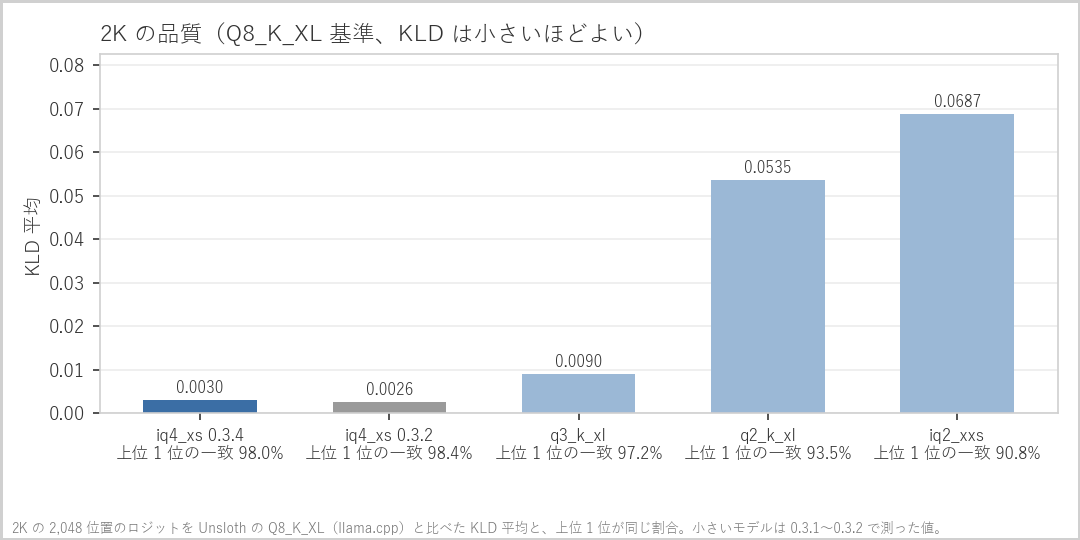 2K の品質（Q8_K_XL 基準、KLD は小さいほどよい）
KLD 平均
0.08
0.07
0.06
0.05
0.04
0.03
0.02
0.01
0.00
0.0030
0.0026
0.0090
0.0535
0.0687
iq4_xs 0.3.4
上位 1 位の一致 98.0%
iq4_xs 0.3.2
上位 1 位の一致 98.4%
q3_k_xl
上位 1 位の一致 97.2%
q2_k_xl
上位 1 位の一致 93.5%
iq2_xxs
上位 1 位の一致 90.8%
2K の 2,048 位置のロジットを Unsloth の Q8_K_XL（llama.cpp）と比べた KLD 平均と、上位 1 位が同じ割合。小さいモデルは 0.3.1～0.3.2 で測った値。